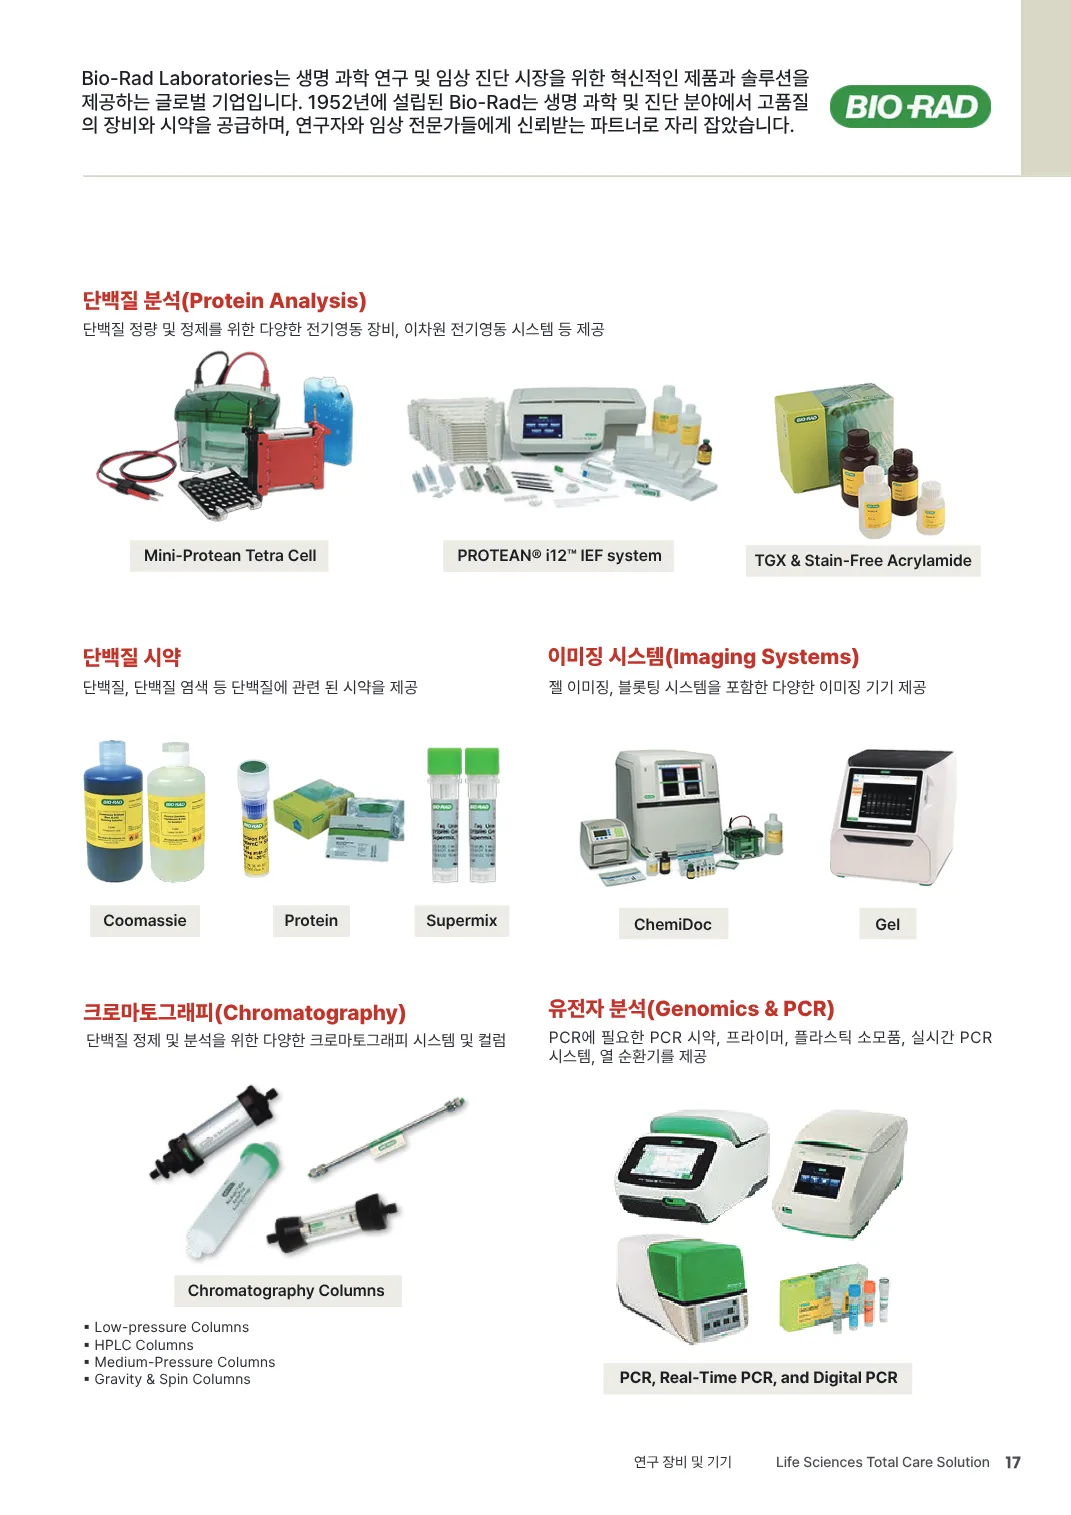 Bio-Rad Laboratories는 생명 과학 연구 및 임상 진단 시장을 위한 혁신적인 제품과 솔루션을
제공하는 글로벌 기업입니다. 1952년에 설립된 Bio-Rad는 생명 과학 및 진단 분야에서 고품질
의 장비와 시약을 공급하며, 연구자와 임상 전문가들에게 신뢰받는 파트너로 자리 잡았습니다.
BIO-RAD
단백질 분석(Protein Analysis)
단백질 정량 및 정제를 위한 다양한 전기영동 장비, 이차원 전기영동 시스템 등 제공
Mini-Protean Tetra Cell
PROTEAN® i12™ IEF system
TGX & Stain-Free Acrylamide
단백질 시약
단백질, 단백질 염색 등 단백질에 관련 된 시약을 제공
Coomassie
Protein
Supermix
이미징 시스템(Imaging Systems)
젤 이미징, 블롯팅 시스템을 포함한 다양한 이미징 기기 제공
ChemiDoc
Gel
크로마토그래피(Chromatography)
단백질 정제 및 분석을 위한 다양한 크로마토그래피 시스템 및 컬럼
Chromatography Columns
▪ Low-pressure Columns
▪ HPLC Columns
▪ Medium-Pressure Columns
▪ Gravity & Spin Columns
유전자 분석(Genomics & PCR)
PCR에 필요한 PCR 시약, 프라이머, 플라스틱 소모품, 실시간 PCR
시스템, 열 순환기를 제공
PCR, Real-Time PCR, and Digital PCR
연구 장비 및 기기 Life Sciences Total Care Solution 17